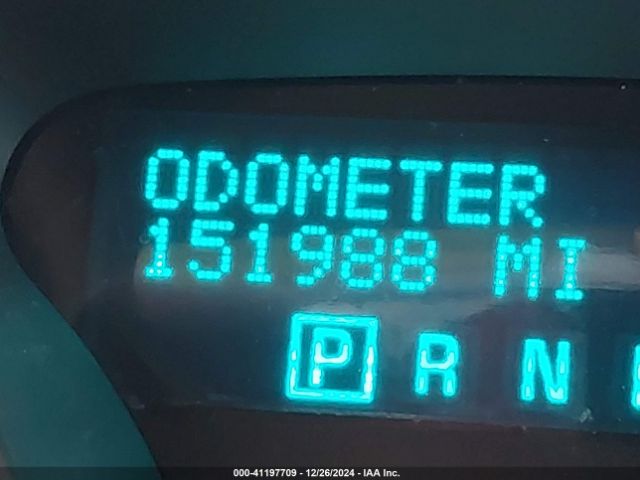 ODOMETER
151988 MI
P R N
000-41197709 - 12/26/2024 - IAA Inc.